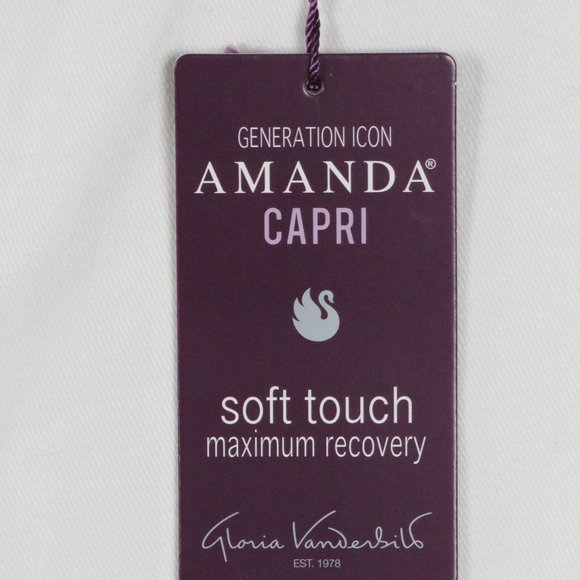 GENERATION ICON
AMANDA®
CAPRI
soft touch
maximum recovery
Gloria Vanderbilt
EST. 1978